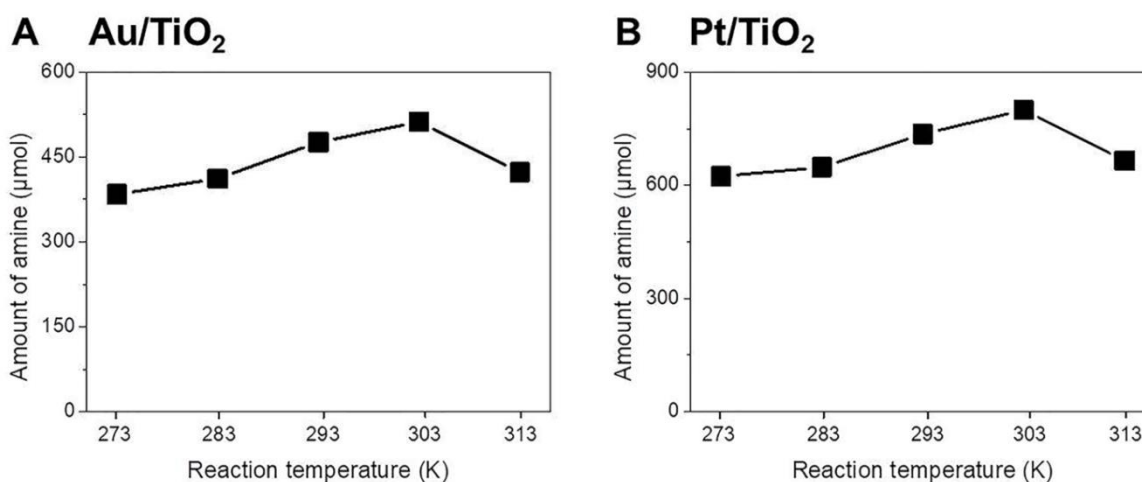 A Au/TiO₂
600
450
300
150
0
Amount of amine (µmol)
273 283 293 303 313
Reaction temperature (K)
B Pt/TiO₂
900
600
300
0
Amount of amine (µmol)
273 283 293 303 313
Reaction temperature (K)